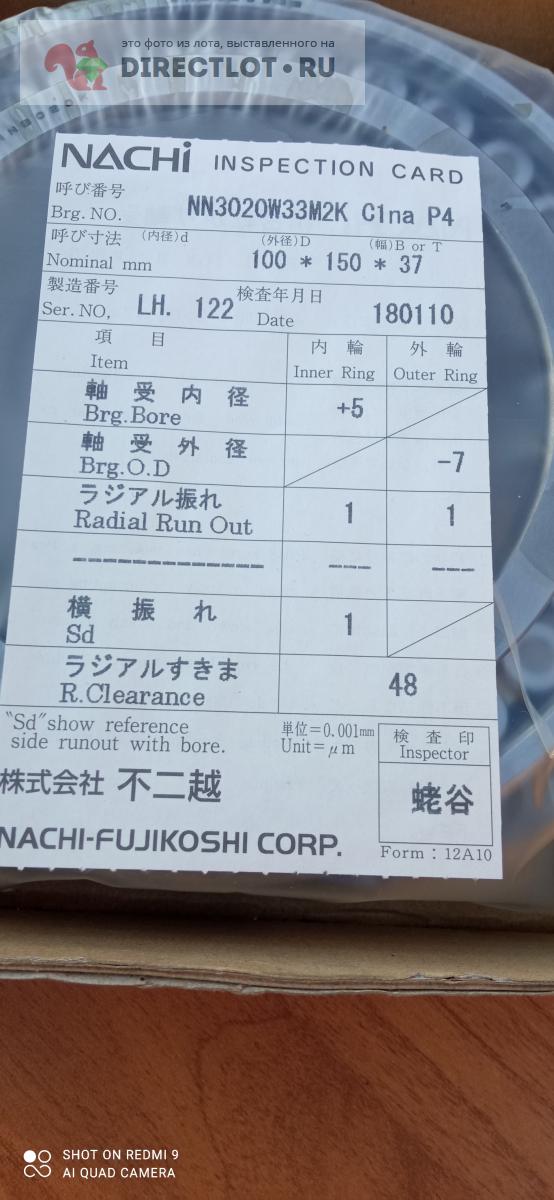 это фото из лота, выставленного на
DIRECTLOT•RU
NACHi INSPECTION CARD
呼び番号
Brg. NO. NN3020W33M2K C1na P4
呼び寸法 (内径)d (外径)D (幅)B or T
Nominal mm 100 * 150 * 37
製造番号 検査年月日
Ser. NO, LH. 122 Date 180110
項 目 内 輪 外 輪
Item Inner Ring Outer Ring
軸 受 内 径
Brg.Bore +5
軸 受 外 径
Brg.O.D -7
ラジアル振れ
Radial Run Out 1 1
横 振 れ
Sd 1
ラジアルすきま
R.Clearance 48
"Sd"show reference
side runout with bore.
単位=0.001mm
Unit=μm
検 査 印
Inspector
蛯谷
株式会社 不二越
NACHI-FUJIKOSHI CORP.
Form : 12A10
SHOT ON REDMI 9
AI QUAD CAMERA